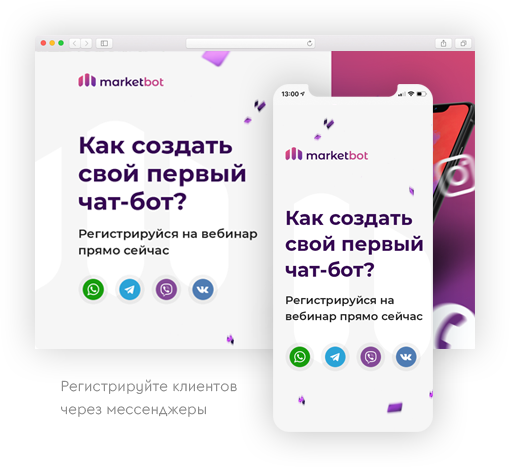 marketbot
Как создать
свой первый
чат-бот?
Регистрируйся на вебинар
прямо сейчас
13:00
marketbot
Как создать
свой первый
чат-бот?
Регистрируйся на
вебинар прямо сейчас
Регистрируйте клиентов
через мессенджеры